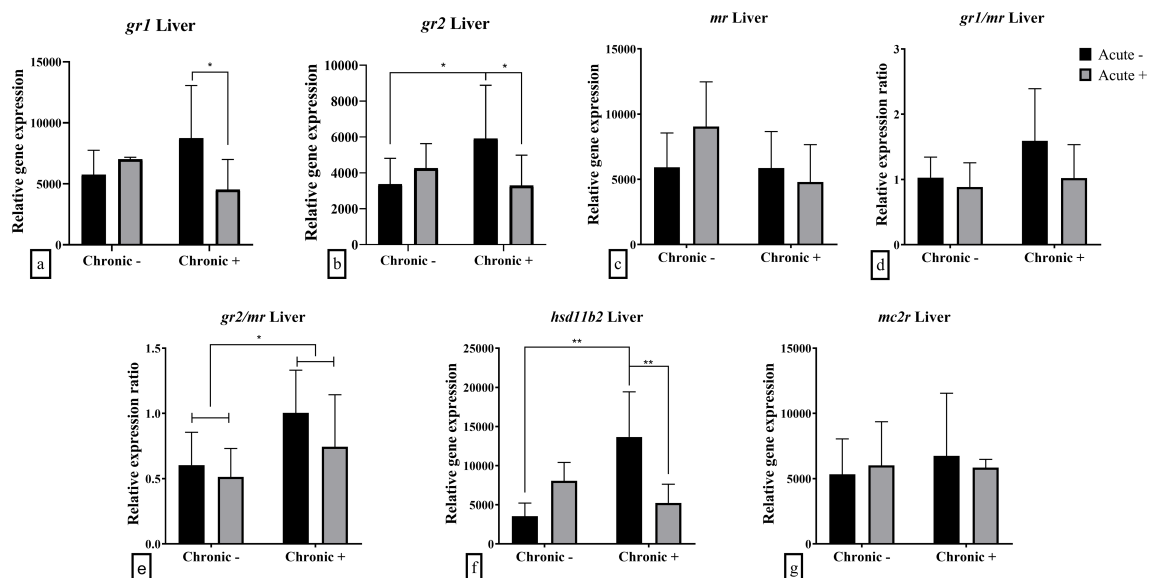 gr1 Liver
Relative gene expression
15000
10000
5000
0
*
Chronic -
Chronic +
a
gr2 Liver
Relative gene expression
10000
8000
6000
4000
2000
0
*
*
Chronic -
Chronic +
b
mr Liver
Relative gene expression
15000
10000
5000
0
Chronic -
Chronic +
c
gr1/mr Liver
Relative expression ratio
3
2
1
0
Chronic -
Chronic +
d
Acute -
Acute +
gr2/mr Liver
Relative expression ratio
1.5
1.0
0.5
0.0
*
Chronic -
Chronic +
e
hsd11b2 Liver
Relative gene expression
25000
20000
15000
10000
5000
0
**
**
Chronic -
Chronic +
f
mc2r Liver
Relative gene expression
15000
10000
5000
0
Chronic -
Chronic +
g